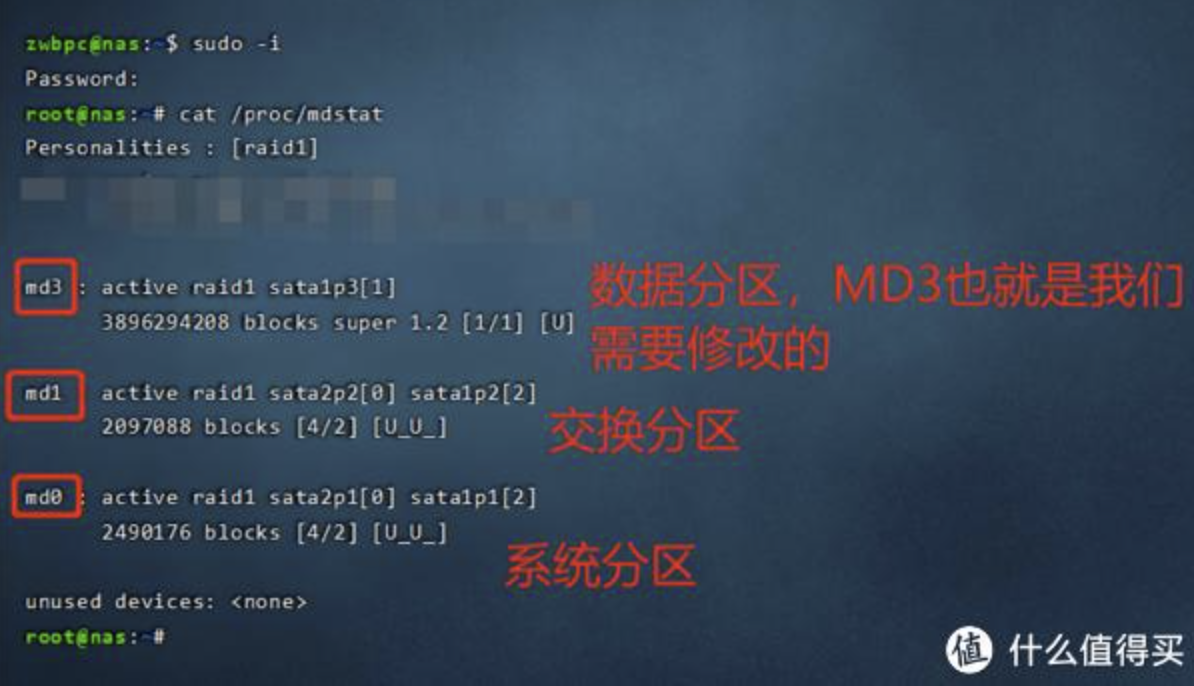 zwbpc@nas:~$ sudo -i
Password:
root@nas:~# cat /proc/mdstat
Personalities : [raid1]
md3 : active raid1 sata1p3[1]
3896294208 blocks super 1.2 [1/1] [U]
数据分区，MD3也就是我们
需要修改的
md1 active raid1 sata2p2[0] sata1p2[2]
2097088 blocks [4/2] [U_U_]
交换分区
md0 : active raid1 sata2p1[0] sata1p1[2]
2490176 blocks [4/2] [U_U_]
系统分区
unused devices: <none>
root@nas:~#
值 什么值得买